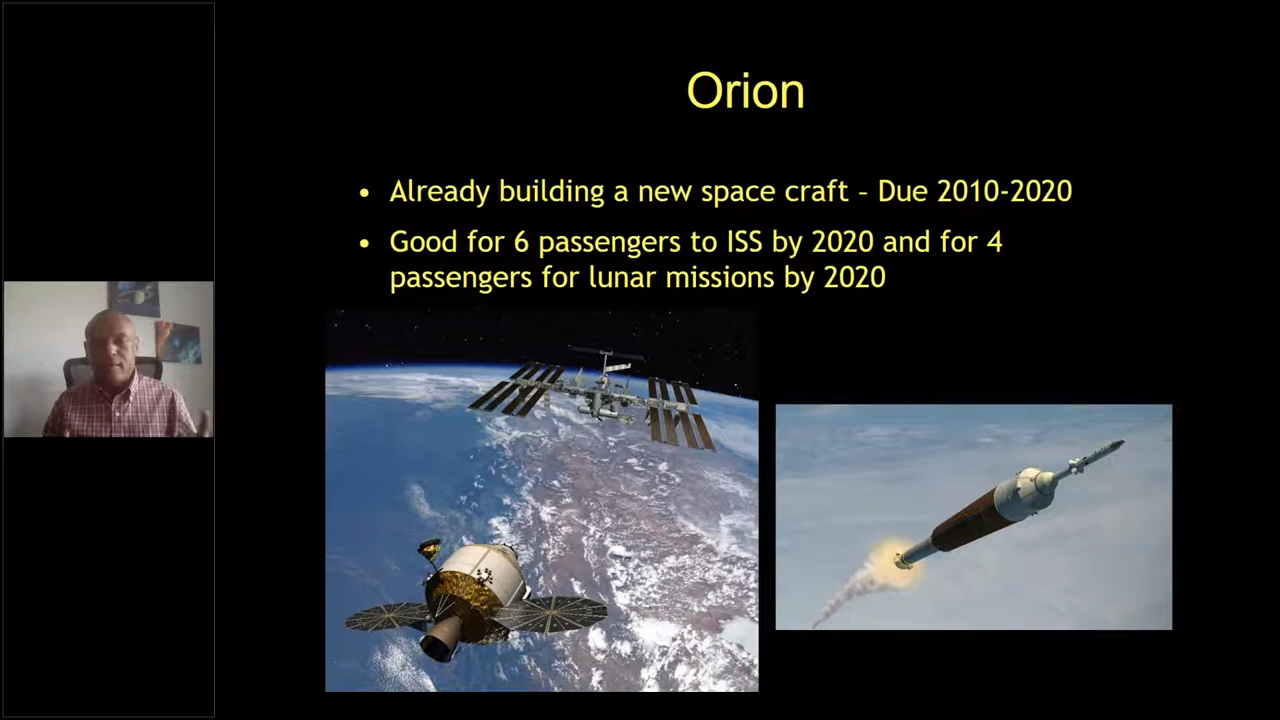 Orion
• Already building a new space craft – Due 2010-2020
• Good for 6 passengers to ISS by 2020 and for 4
passengers for lunar missions by 2020